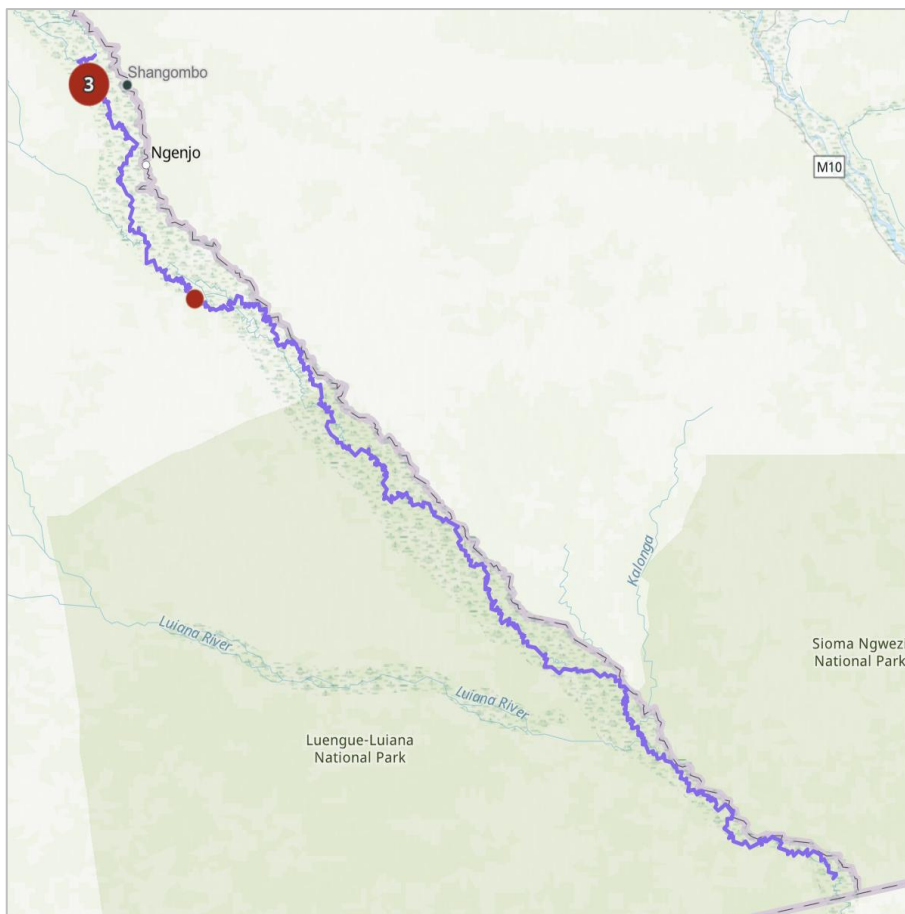 3
Shangombo
Ngenjo
M10
Kalonga
Luiana River
Sioma Ngwezi
National Park
Luiana River
Luengue-Luiana
National Park